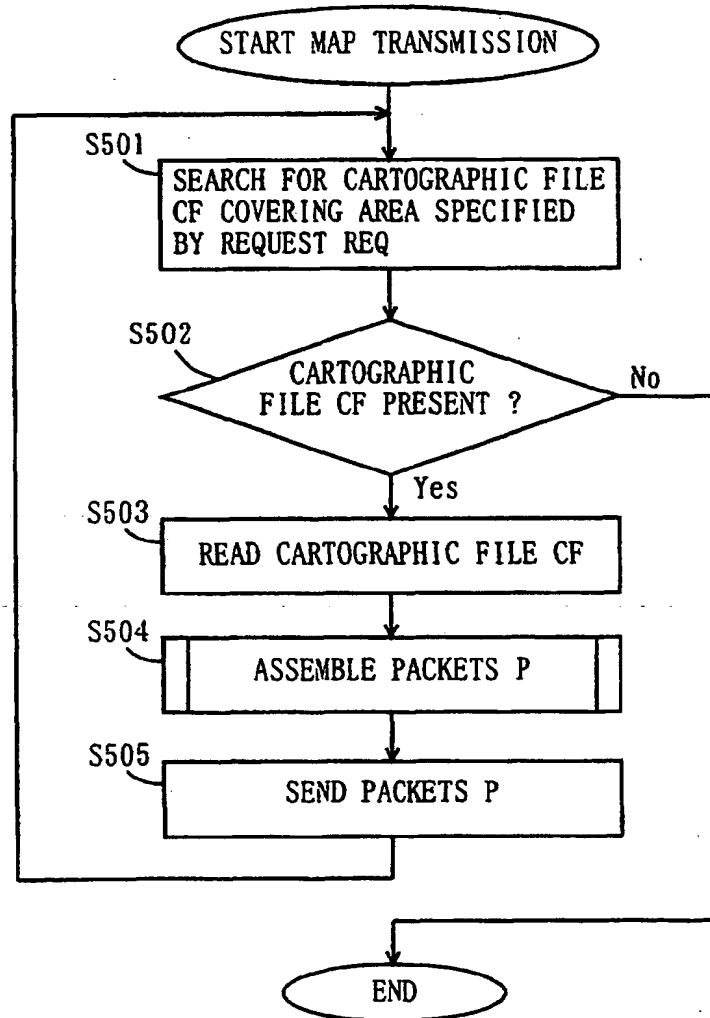 START MAP TRANSMISSION
S501
SEARCH FOR CARTOGRAPHIC FILE
CF COVERING AREA SPECIFIED
BY REQUEST REQ
S502
CARTOGRAPHIC
FILE CF PRESENT ?
No
Yes
S503
READ CARTOGRAPHIC FILE CF
S504
ASSEMBLE PACKETS P
S505
SEND PACKETS P
END